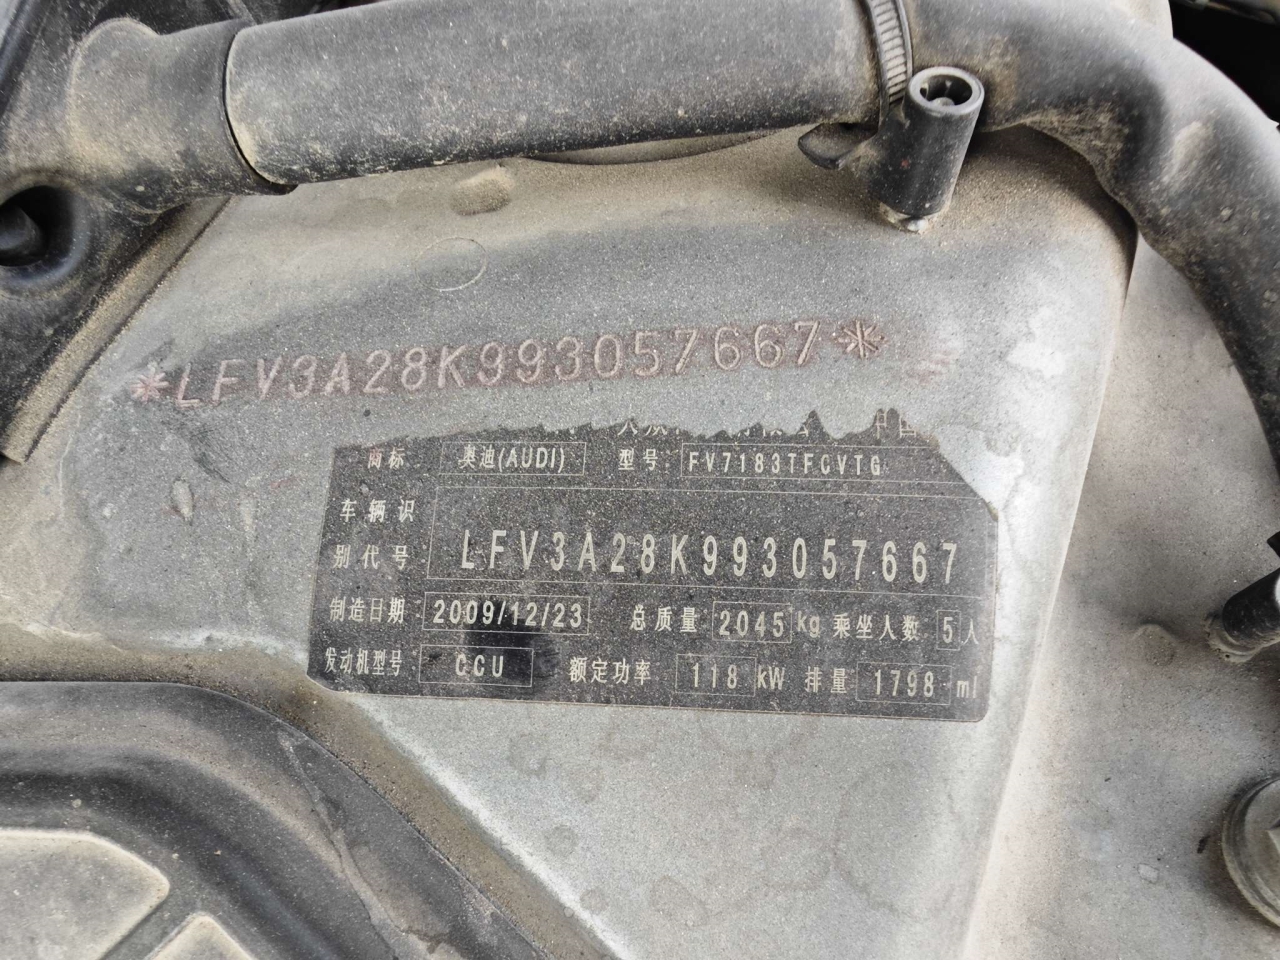 *LFV3A28K993057667*
商标 奥迪(AUDI) 型号: FV7183TFCVTG
车辆识
别代号: LFV3A28K993057667
制造日期: 2009/12/23 总质量 2045 kg 乘坐人数 5 人
发动机型号 CCU 额定功率 118 kW 排量 1798 ml